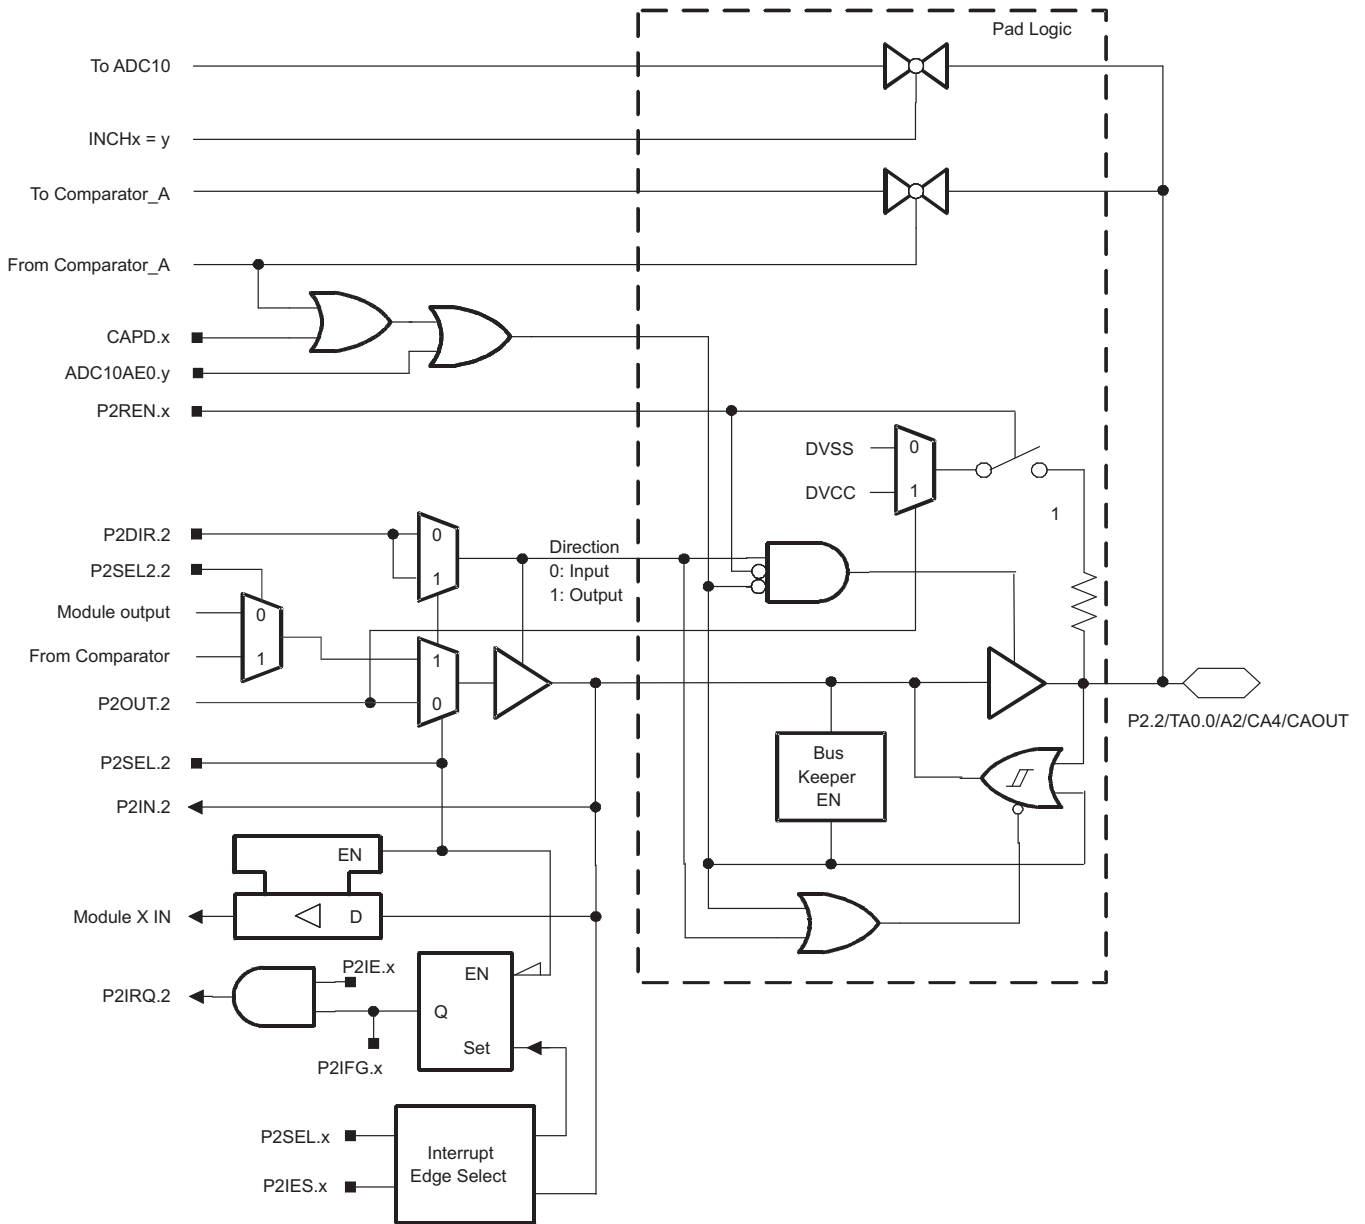 Pad Logic
To ADC10
INCHx = y
To Comparator_A
From Comparator_A
CAPD.x
ADC10AE0.y
P2REN.x
DVSS
0
DVCC
1
1
P2DIR.2
0
Direction
0: Input
1: Output
P2SEL2.2
1
Module output
0
From Comparator
1
1
P2OUT.2
0
P2.2/TA0.0/A2/CA4/CAOUT
P2SEL.2
Bus
Keeper
EN
P2IN.2
EN
Module X IN
D
P2IE.x
EN
P2IRQ.2
Q
Set
P2IFG.x
P2SEL.x
Interrupt
Edge Select
P2IES.x